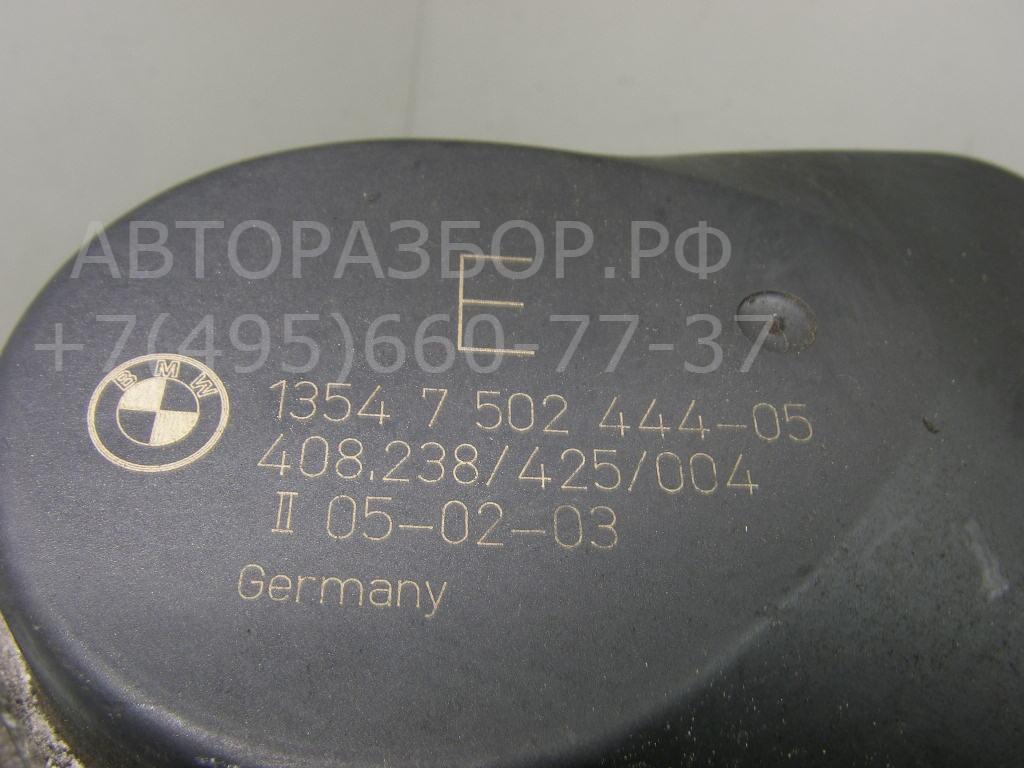 АВТОРАЗБОР.РФ
E
+7(495)660-77-37
BMW
1354 7 502 444-05
408.238/425/004
II 05-02-03
Germany